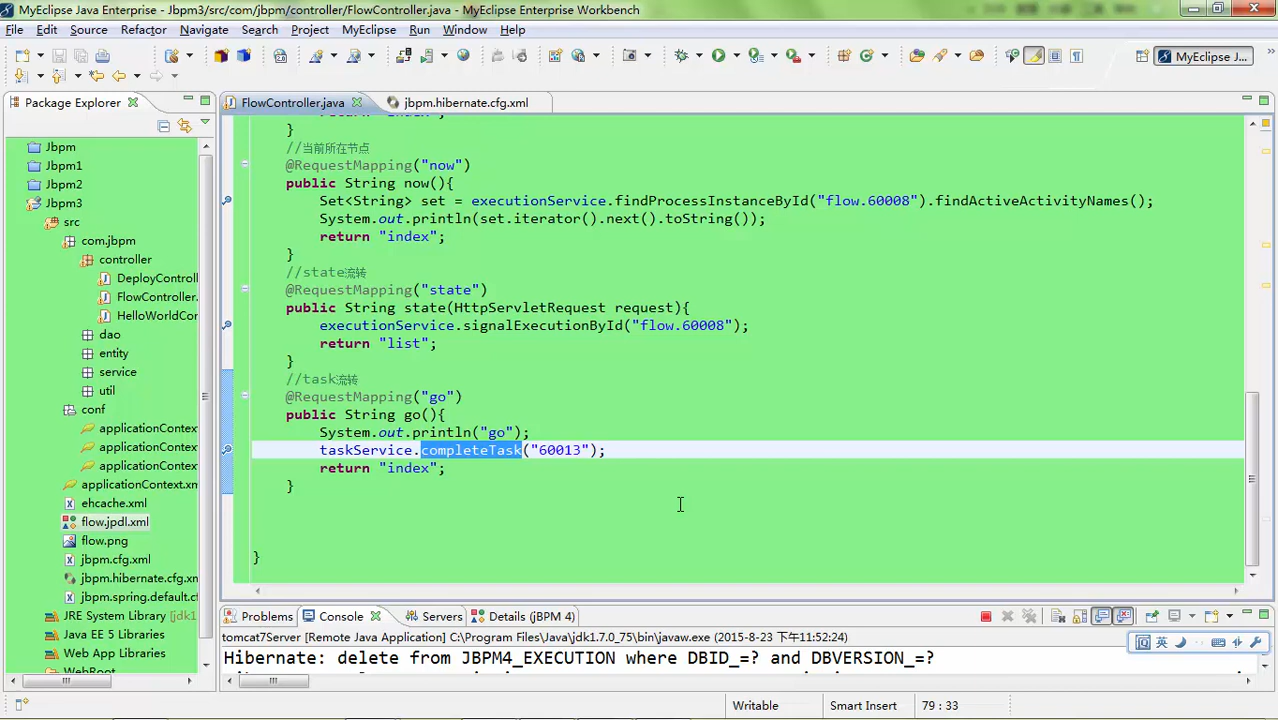 MyEclipse Java Enterprise - Jbpm3/src/com/jbpm/controller/FlowController.java - MyEclipse Enterprise Workbench
File Edit Source Refactor Navigate Search Project MyEclipse Run Window Help
MyEclipse J...
Package Explorer
FlowController.java
jbpm.hibernate.cfg.xml
Jbpm
Jbpm1
Jbpm2
Jbpm3
src
com.jbpm
controller
DeployControll
FlowController.
HelloWorldCor
dao
entity
service
util
conf
applicationContex
applicationContex
applicationContex
applicationContext.xm
ehcache.xml
flow.jpdl.xml
flow.png
jbpm.cfg.xml
jbpm.hibernate.cfg.xn
jbpm.spring.default.cf
JRE System Library [jdk1
Java EE 5 Libraries
Web App Libraries
WebRoot
}
//当前所在节点
@RequestMapping("now")
public String now(){
Set<String> set = executionService.findProcessInstanceById("flow.60008").findActiveActivityNames();
System.out.println(set.iterator().next().toString());
return "index";
}
//state流转
@RequestMapping("state")
public String state(HttpServletRequest request){
executionService.signalExecutionById("flow.60008");
return "list";
}
//task流转
@RequestMapping("go")
public String go(){
System.out.println("go");
taskService.completeTask("60013");
return "index";
}
}
Problems Console Servers Details (jBPM 4)
tomcat7Server [Remote Java Application] C:\Program Files\Java\jdk1.7.0_75\bin\javaw.exe (2015-8-23 下午11:52:24)
Hibernate: delete from JBPM4_EXECUTION where DBID_=? and DBVERSION_=?
英
Writable Smart Insert 79 : 33